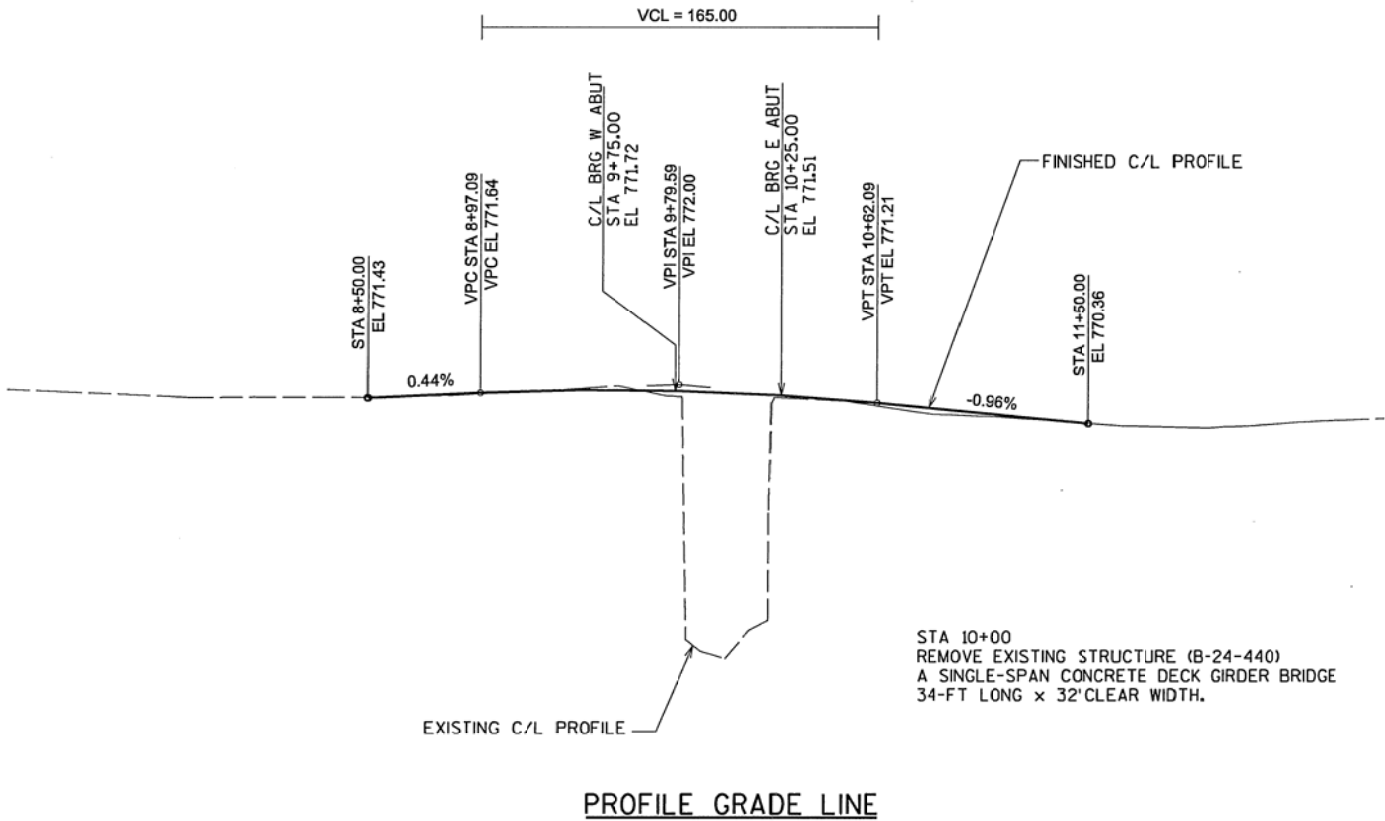 VCL = 165.00
STA 8+50.00
EL 771.43
VPC STA 8+97.09
VPC EL 771.64
C/L BRG W ABUT
STA 9+75.00
EL 771.72
VPI STA 9+79.59
VPI EL 772.00
C/L BRG E ABUT
STA 10+25.00
EL 771.51
VPT STA 10+62.09
VPT EL 771.21
FINISHED C/L PROFILE
STA 11+50.00
EL 770.36
0.44%
-0.96%
STA 10+00
REMOVE EXISTING STRUCTURE (B-24-440)
A SINGLE-SPAN CONCRETE DECK GIRDER BRIDGE
34-FT LONG x 32'CLEAR WIDTH.
EXISTING C/L PROFILE
PROFILE GRADE LINE